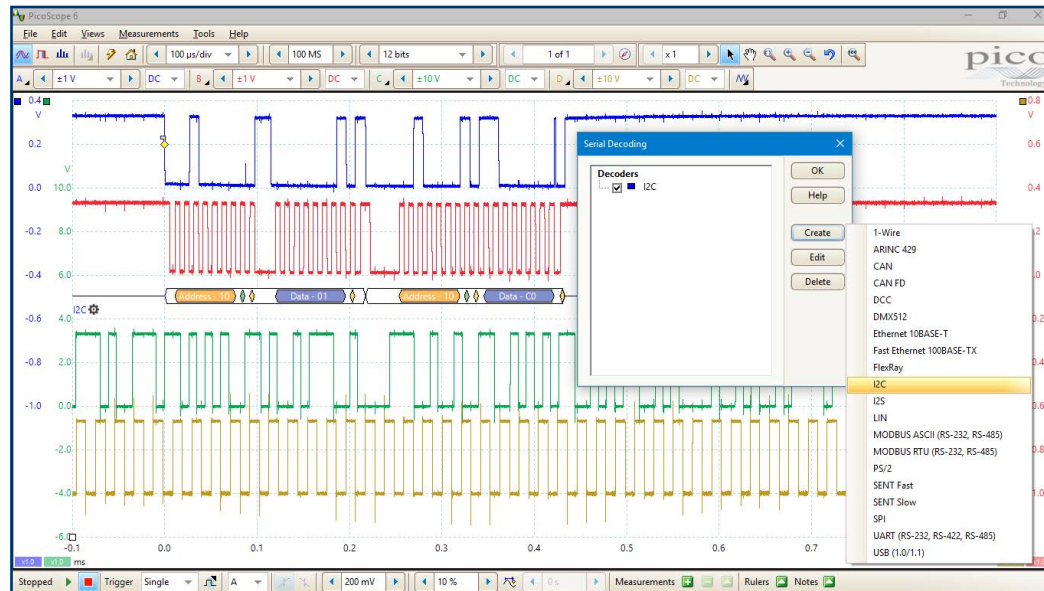 PicoScope 6
File Edit Views Measurements Tools Help
100 µs/div 100 MS 12 bits 1 of 1 x 1
pico
Technology
A ±1 V DC B ±1 V DC C ±10 V DC D ±10 V DC
0.4 0.8
V V
0.2 0.6
V
0.0 10.0 0.4
-0.2 8.0
-0.4 6.0
Address - 10 Data - 01 Address - 10 Data - C0
I2C
-0.6 4.0
-0.8 2.0
-1.0 0.0
-2.0
-4.0
-6.0
-0.1 0.0 0.1 0.2 0.3 0.4 0.5 0.6 0.7
x1.0 x1.0 ms
Serial Decoding
Decoders
I2C
OK
Help
Create
Edit
Delete
1-Wire
ARINC 429
CAN
CAN FD
DCC
DMX512
Ethernet 10BASE-T
Fast Ethernet 100BASE-TX
FlexRay
I2C
I2S
LIN
MODBUS ASCII (RS-232, RS-485)
MODBUS RTU (RS-232, RS-485)
PS/2
SENT Fast
SENT Slow
SPI
UART (RS-232, RS-422, RS-485)
USB (1.0/1.1)
Stopped Trigger Single A 200 mV 10 % 0 s Measurements Rulers Notes